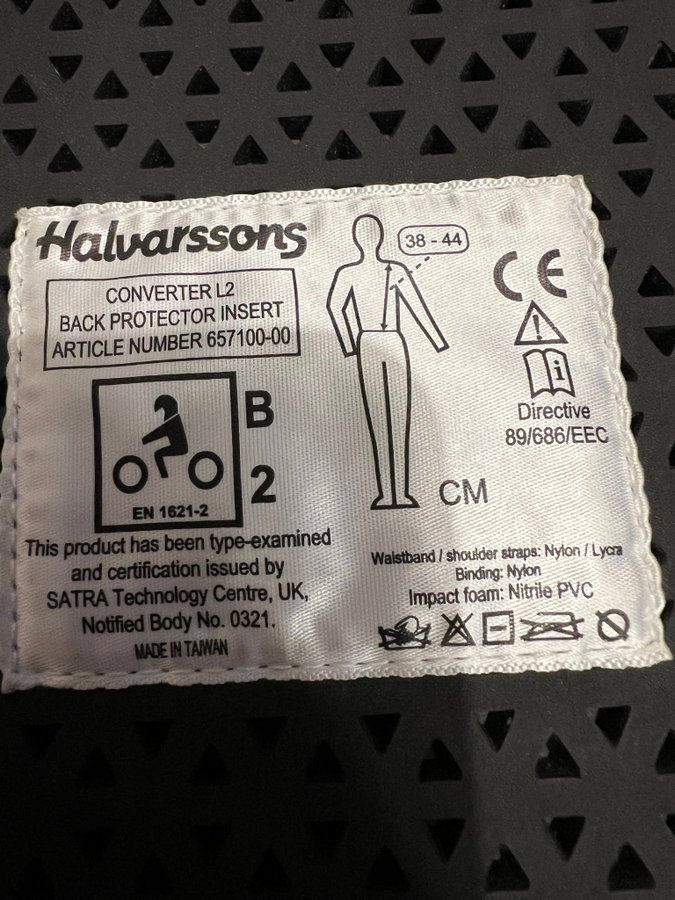 Halvarssons
CONVERTER L2
BACK PROTECTOR INSERT
ARTICLE NUMBER 657100-00
B
2
EN 1621-2
This product has been type-examined
and certification issued by
SATRA Technology Centre, UK,
Notified Body No. 0321.
MADE IN TAIWAN
38 - 44
CM
CE
i
Directive
89/686/EEC
Waistband / shoulder straps: Nylon / Lycra
Binding: Nylon
Impact foam: Nitrile PVC